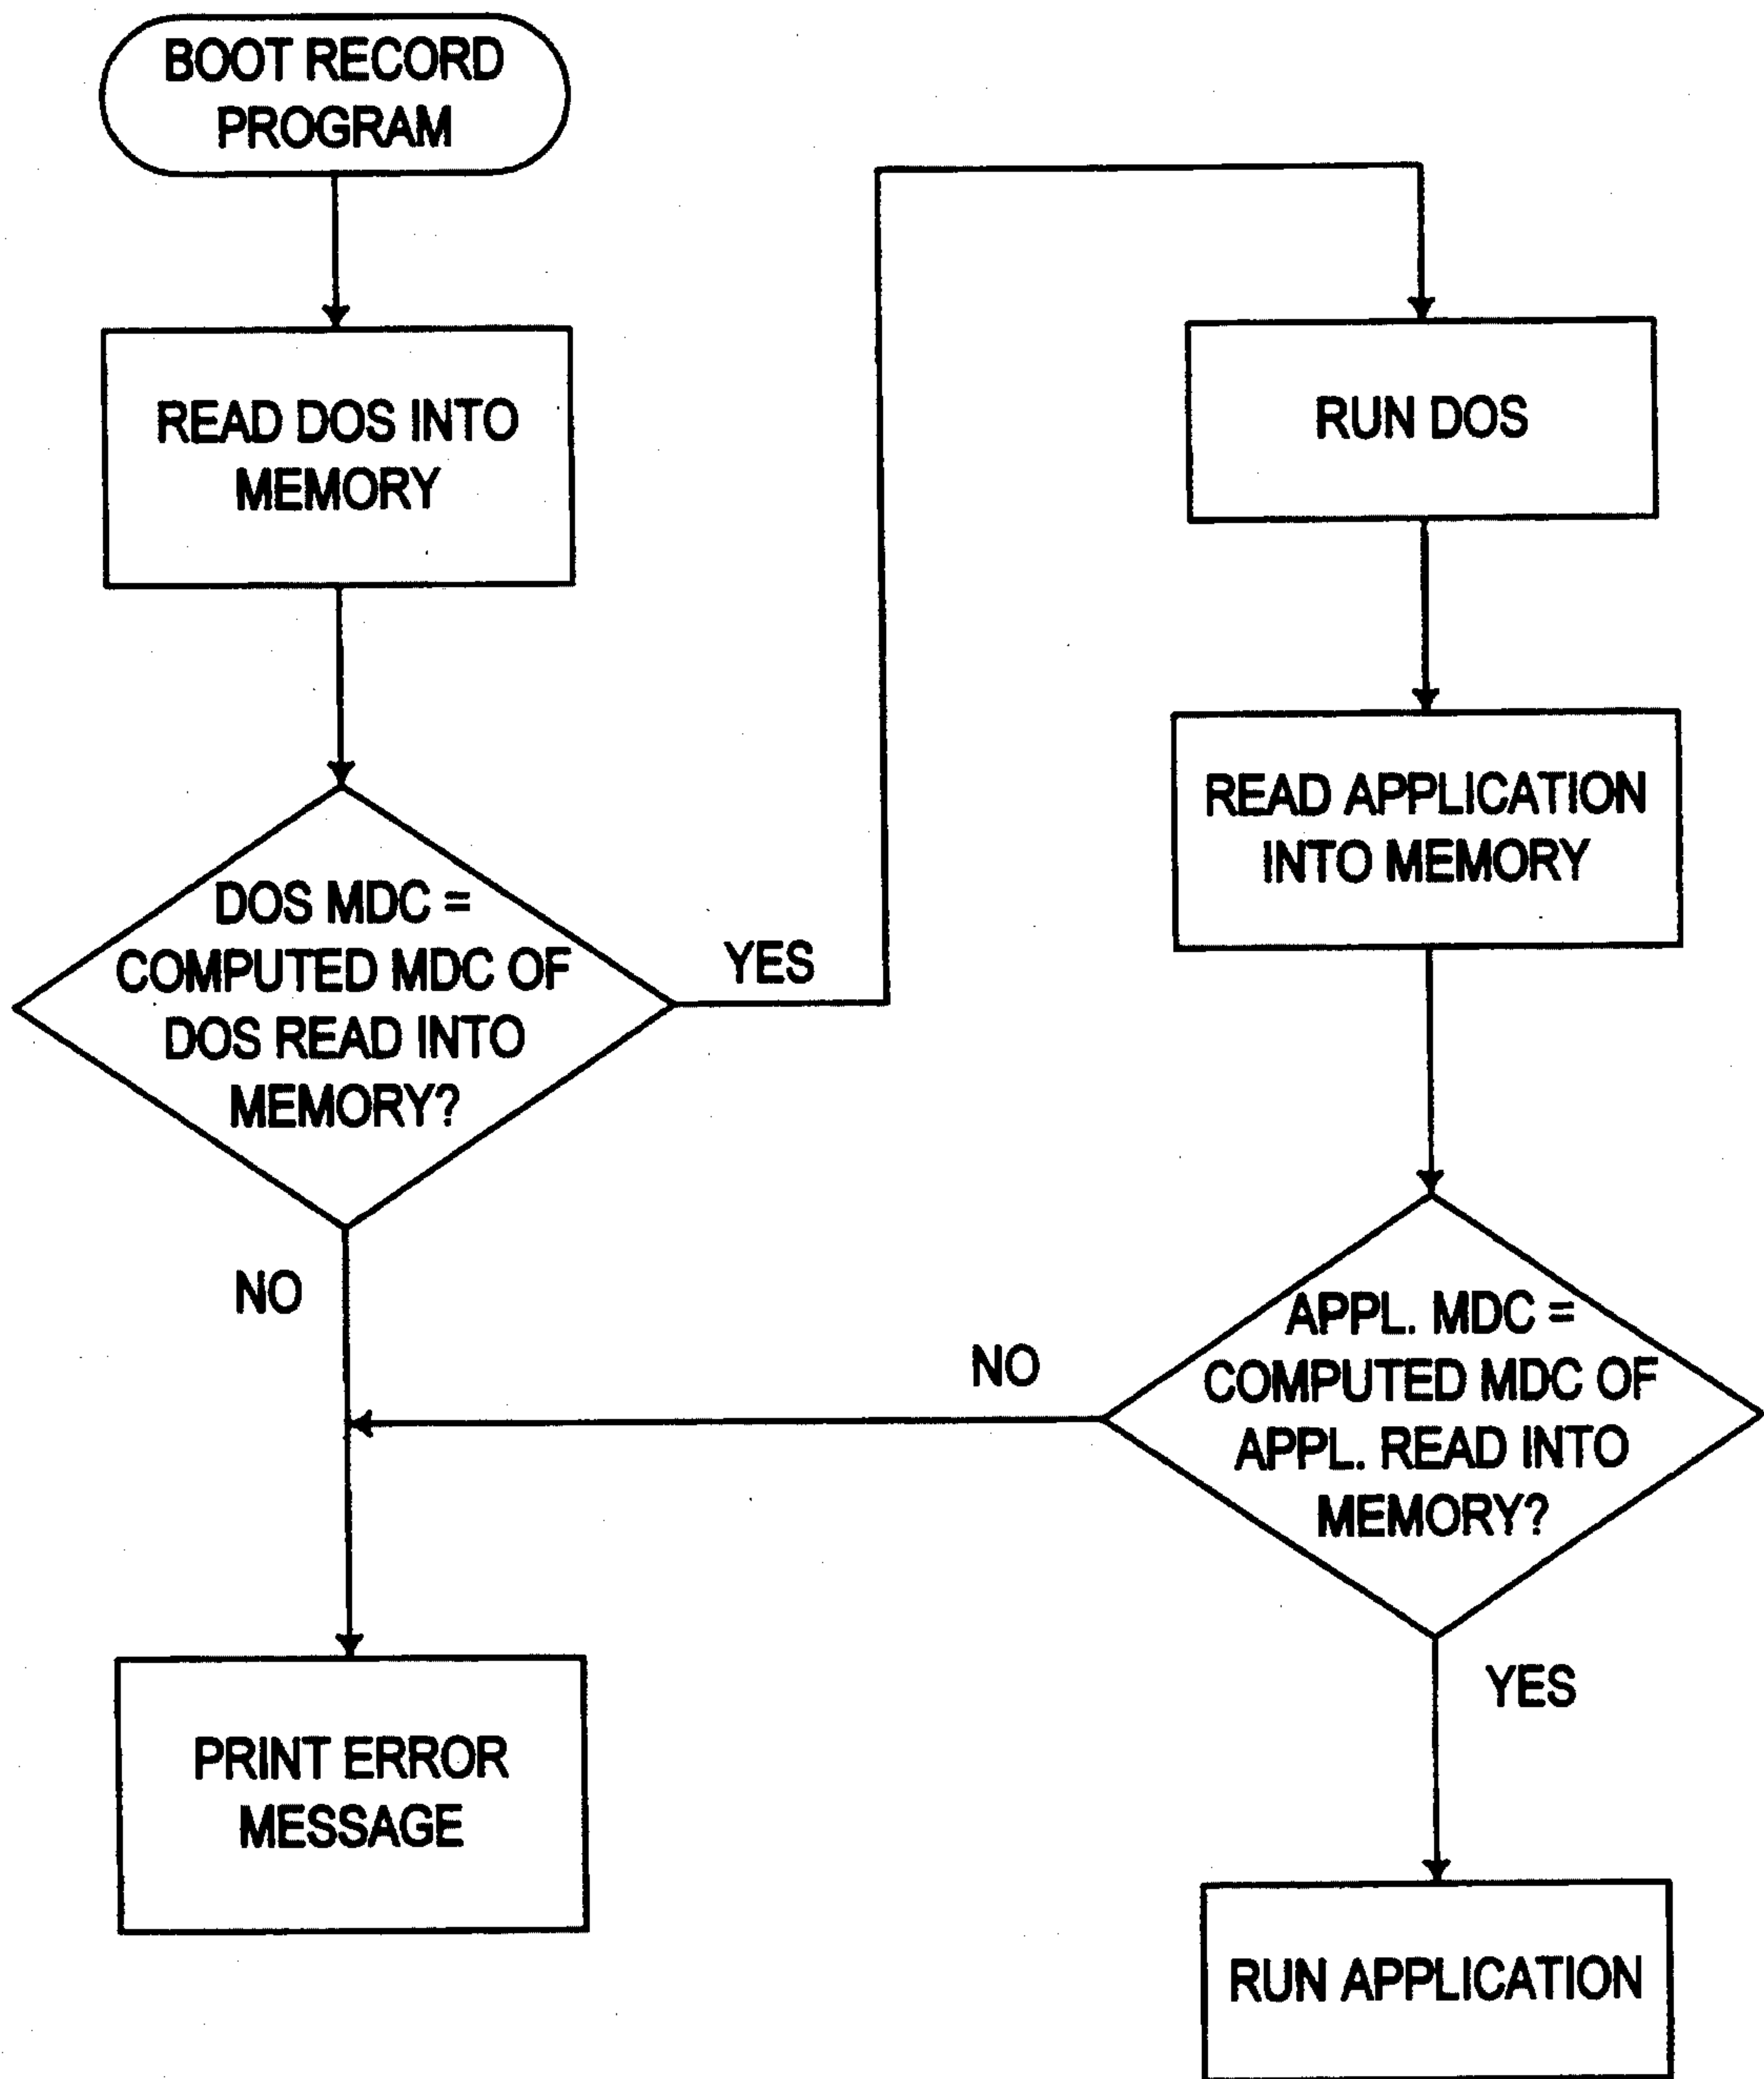 BOOT RECORD
PROGRAM
READ DOS INTO
MEMORY
DOS MDC =
COMPUTED MDC OF
DOS READ INTO
MEMORY?
YES
NO
RUN DOS
READ APPLICATION
INTO MEMORY
APPL. MDC =
COMPUTED MDC OF
APPL. READ INTO
MEMORY?
NO
YES
PRINT ERROR
MESSAGE
RUN APPLICATION